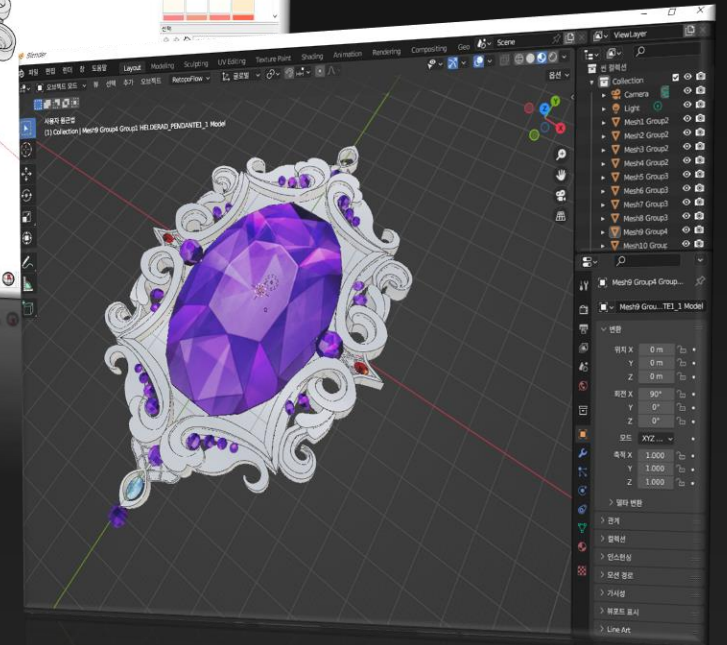 선택
Blender
파일 편집 렌더 창 도움말 Layout Modeling Sculpting UV Editing Texture Paint Shading Animation Rendering Compositing Geo Scene ViewLayer
오브젝트 모드 뷰 선택 추가 오브젝트 RetopoFlow 글로벌
옵션
사용자 원근법
(1) Collection | Mesh9 Group4 Group1 HELDERAD_PENDANTE1_1 Model
Z
Y
X
씬 컬렉션
Collection
Camera
Light
Mesh1 Group2
Mesh2 Group2
Mesh3 Group2
Mesh4 Group2
Mesh5 Group3
Mesh6 Group3
Mesh7 Group3
Mesh8 Group3
Mesh9 Group4
Mesh10 Group
Mesh9 Group4 Group...
Mesh9 Grou...TE1_1 Model
변환
위치 X 0 m
Y 0 m
Z 0 m
회전 X 90°
Y 0°
Z 0°
모드 XYZ ...
축적 X 1.000
Y 1.000
Z 1.000
델타 변환
관계
컬렉션
인스턴싱
모션 경로
가시성
뷰포트 표시
Line Art